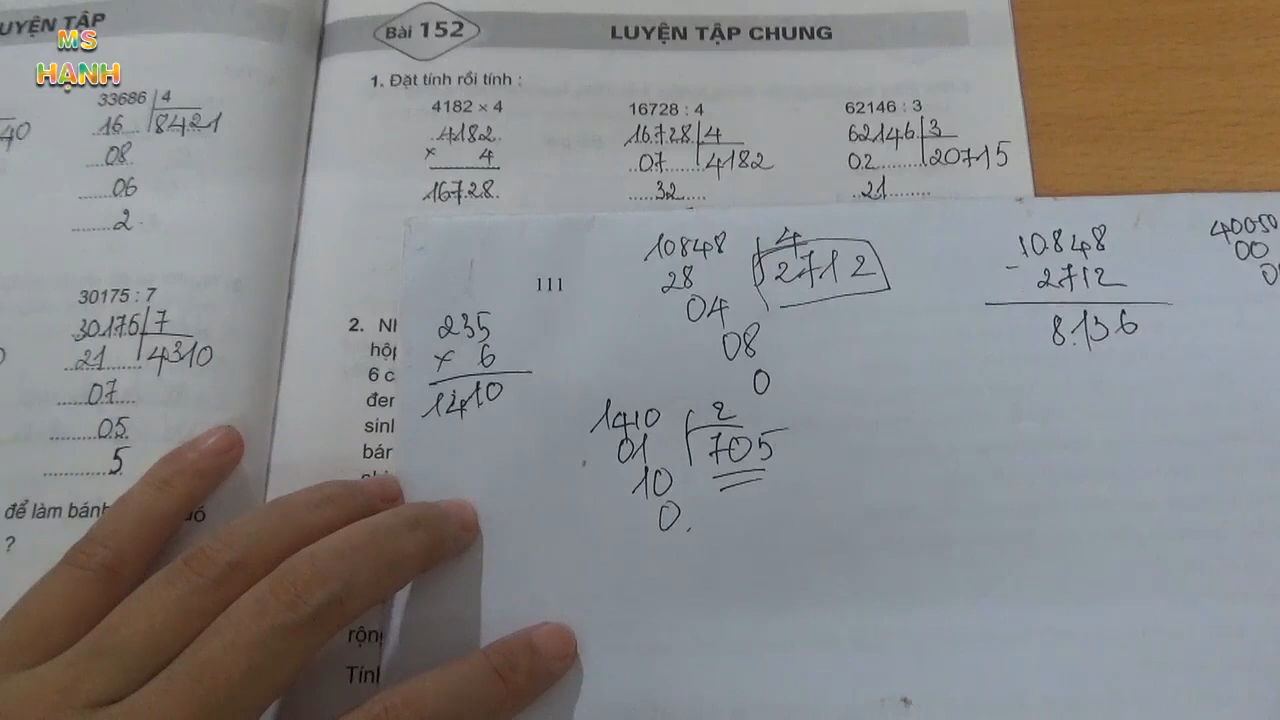 UYỆN TẬP
MS
HẠNH
33686 4
16 8421
08
06
2
40
30175 : 7
30175 7
21 4310
07
05
5
để làm bánh
?
Bài 152
LUYỆN TẬP CHUNG
1. Đặt tính rồi tính :
4182 × 4
4182
× 4
16728
16728 : 4
16728 4
07 4182
32
62146 : 3
62146 3
02 20715
21
2.
hộp
6 c
rộng
Tính
111
235
× 6
1410
10848 4
28 2712
04
08
0
1410 2
01 705
10
0.
10848
- 2712
8136
40050
00